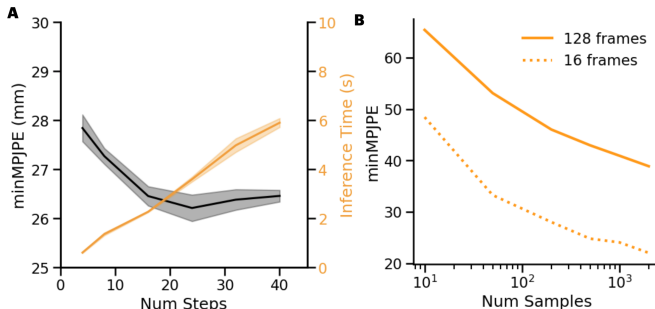 A
30
29
28
27
26
25
minMPJPE (mm)
0
10
20
30
40
Num Steps
10
8
6
4
2
0
Inference Time (s)
B
128 frames
16 frames
60
50
40
30
20
minMPJPE
10¹
10²
10³
Num Samples